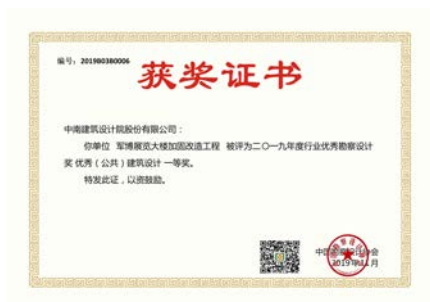 编号：201980380006
获奖证书
中南建筑设计院股份有限公司：
你单位 军博展览大楼加固改造工程 被评为二〇一九年度行业优秀勘察设计
奖 优秀（公共）建筑设计 一等奖。
特发此证，以资鼓励。
2019年
月